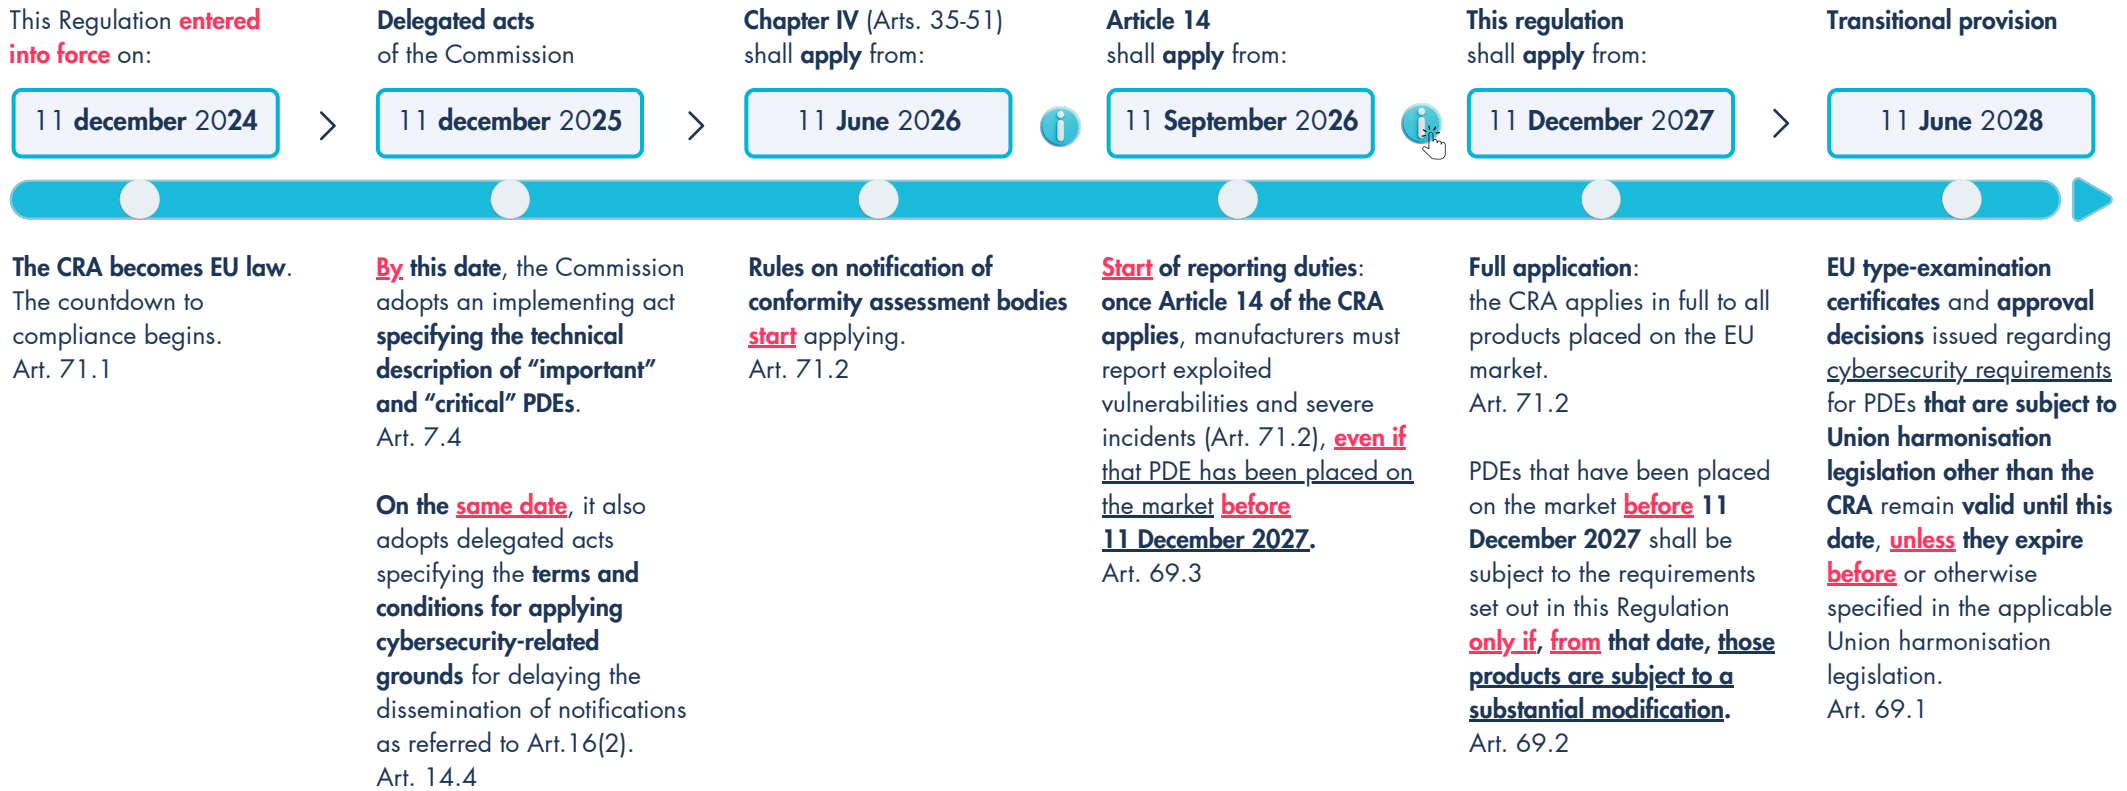 This Regulation entered
into force on:
11 december 2024
The CRA becomes EU law.
The countdown to
compliance begins.
Art. 71.1
Delegated acts
of the Commission
11 december 2025
By this date, the Commission
adopts an implementing act
specifying the technical
description of “important”
and “critical” PDEs.
Art. 7.4
On the same date, it also
adopts delegated acts
specifying the terms and
conditions for applying
cybersecurity-related
grounds for delaying the
dissemination of notifications
as referred to Art.16(2).
Art. 14.4
Chapter IV (Arts. 35-51)
shall apply from:
11 June 2026
Rules on notification of
conformity assessment bodies
start applying.
Art. 71.2
Article 14
shall apply from:
11 September 2026
Start of reporting duties:
once Article 14 of the CRA
applies, manufacturers must
report exploited
vulnerabilities and severe
incidents (Art. 71.2), even if
that PDE has been placed on
the market before
11 December 2027.
Art. 69.3
This regulation
shall apply from:
11 December 2027
Full application:
the CRA applies in full to all
products placed on the EU
market.
Art. 71.2
PDEs that have been placed
on the market before 11
December 2027 shall be
subject to the requirements
set out in this Regulation
only if, from that date, those
products are subject to a
substantial modification.
Art. 69.2
Transitional provision
11 June 2028
EU type-examination
certificates and approval
decisions issued regarding
cybersecurity requirements
for PDEs that are subject to
Union harmonisation
legislation other than the
CRA remain valid until this
date, unless they expire
before or otherwise
specified in the applicable
Union harmonisation
legislation.
Art. 69.1